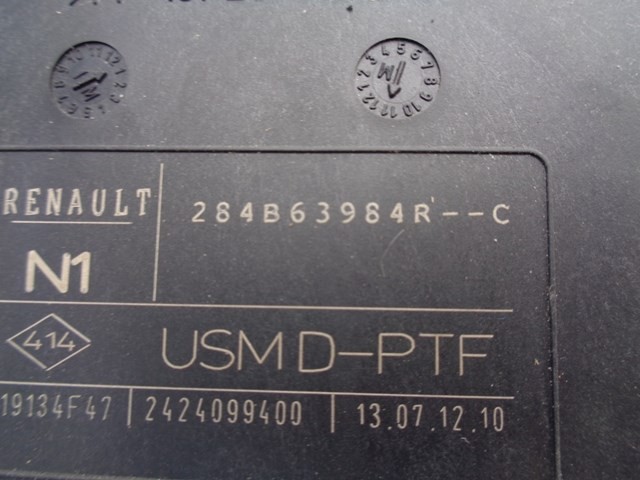 RENAULT
284B63984R--C
N1
414
USM D-PTF
19134F47 | 2424099400 | 13.07.12.10